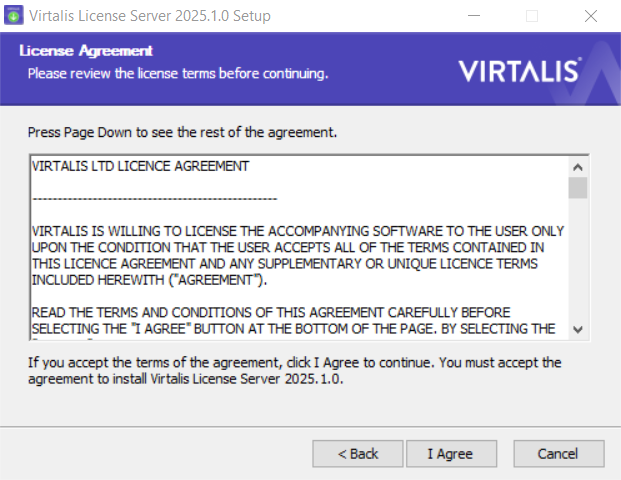 Virtalis License Server 2025.1.0 Setup
License Agreement
Please review the license terms before continuing.
VIRTALIS
Press Page Down to see the rest of the agreement.
VIRTALIS LTD LICENCE AGREEMENT
-------------------------------------------------
VIRTALIS IS WILLING TO LICENSE THE ACCOMPANYING SOFTWARE TO THE USER ONLY
UPON THE CONDITION THAT THE USER ACCEPTS ALL OF THE TERMS CONTAINED IN
THIS LICENCE AGREEMENT AND ANY SUPPLEMENTARY OR UNIQUE LICENCE TERMS
INCLUDED HEREWITH ("AGREEMENT").
READ THE TERMS AND CONDITIONS OF THIS AGREEMENT CAREFULLY BEFORE
SELECTING THE "I AGREE" BUTTON AT THE BOTTOM OF THE PAGE. BY SELECTING THE
If you accept the terms of the agreement, click I Agree to continue. You must accept the
agreement to install Virtalis License Server 2025.1.0.
< Back
I Agree
Cancel